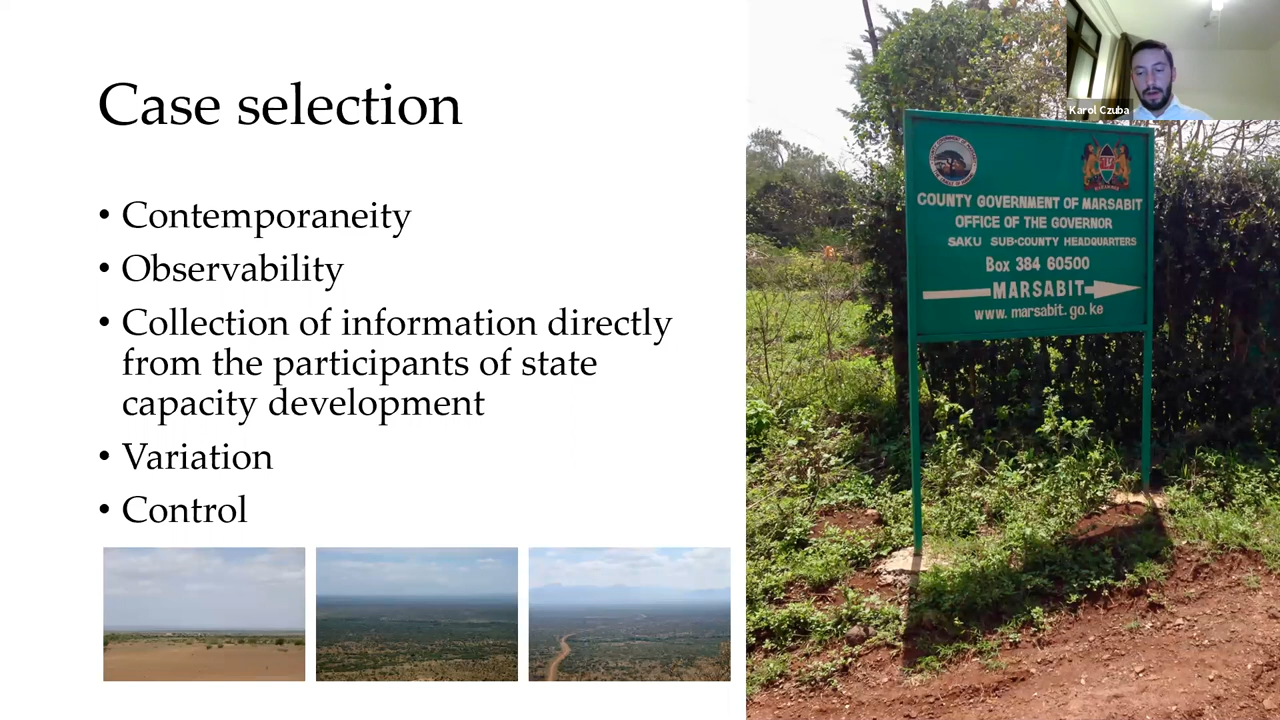 Case selection
• Contemporaneity
• Observability
• Collection of information directly
from the participants of state
capacity development
• Variation
• Control
Karol Czuba
COUNTY GOVERNMENT OF MARSABIT
OFFICE OF THE GOVERNOR
SAKU SUB-COUNTY HEADQUARTERS
Box 384 60500
MARSABIT
www.marsabit.go.ke